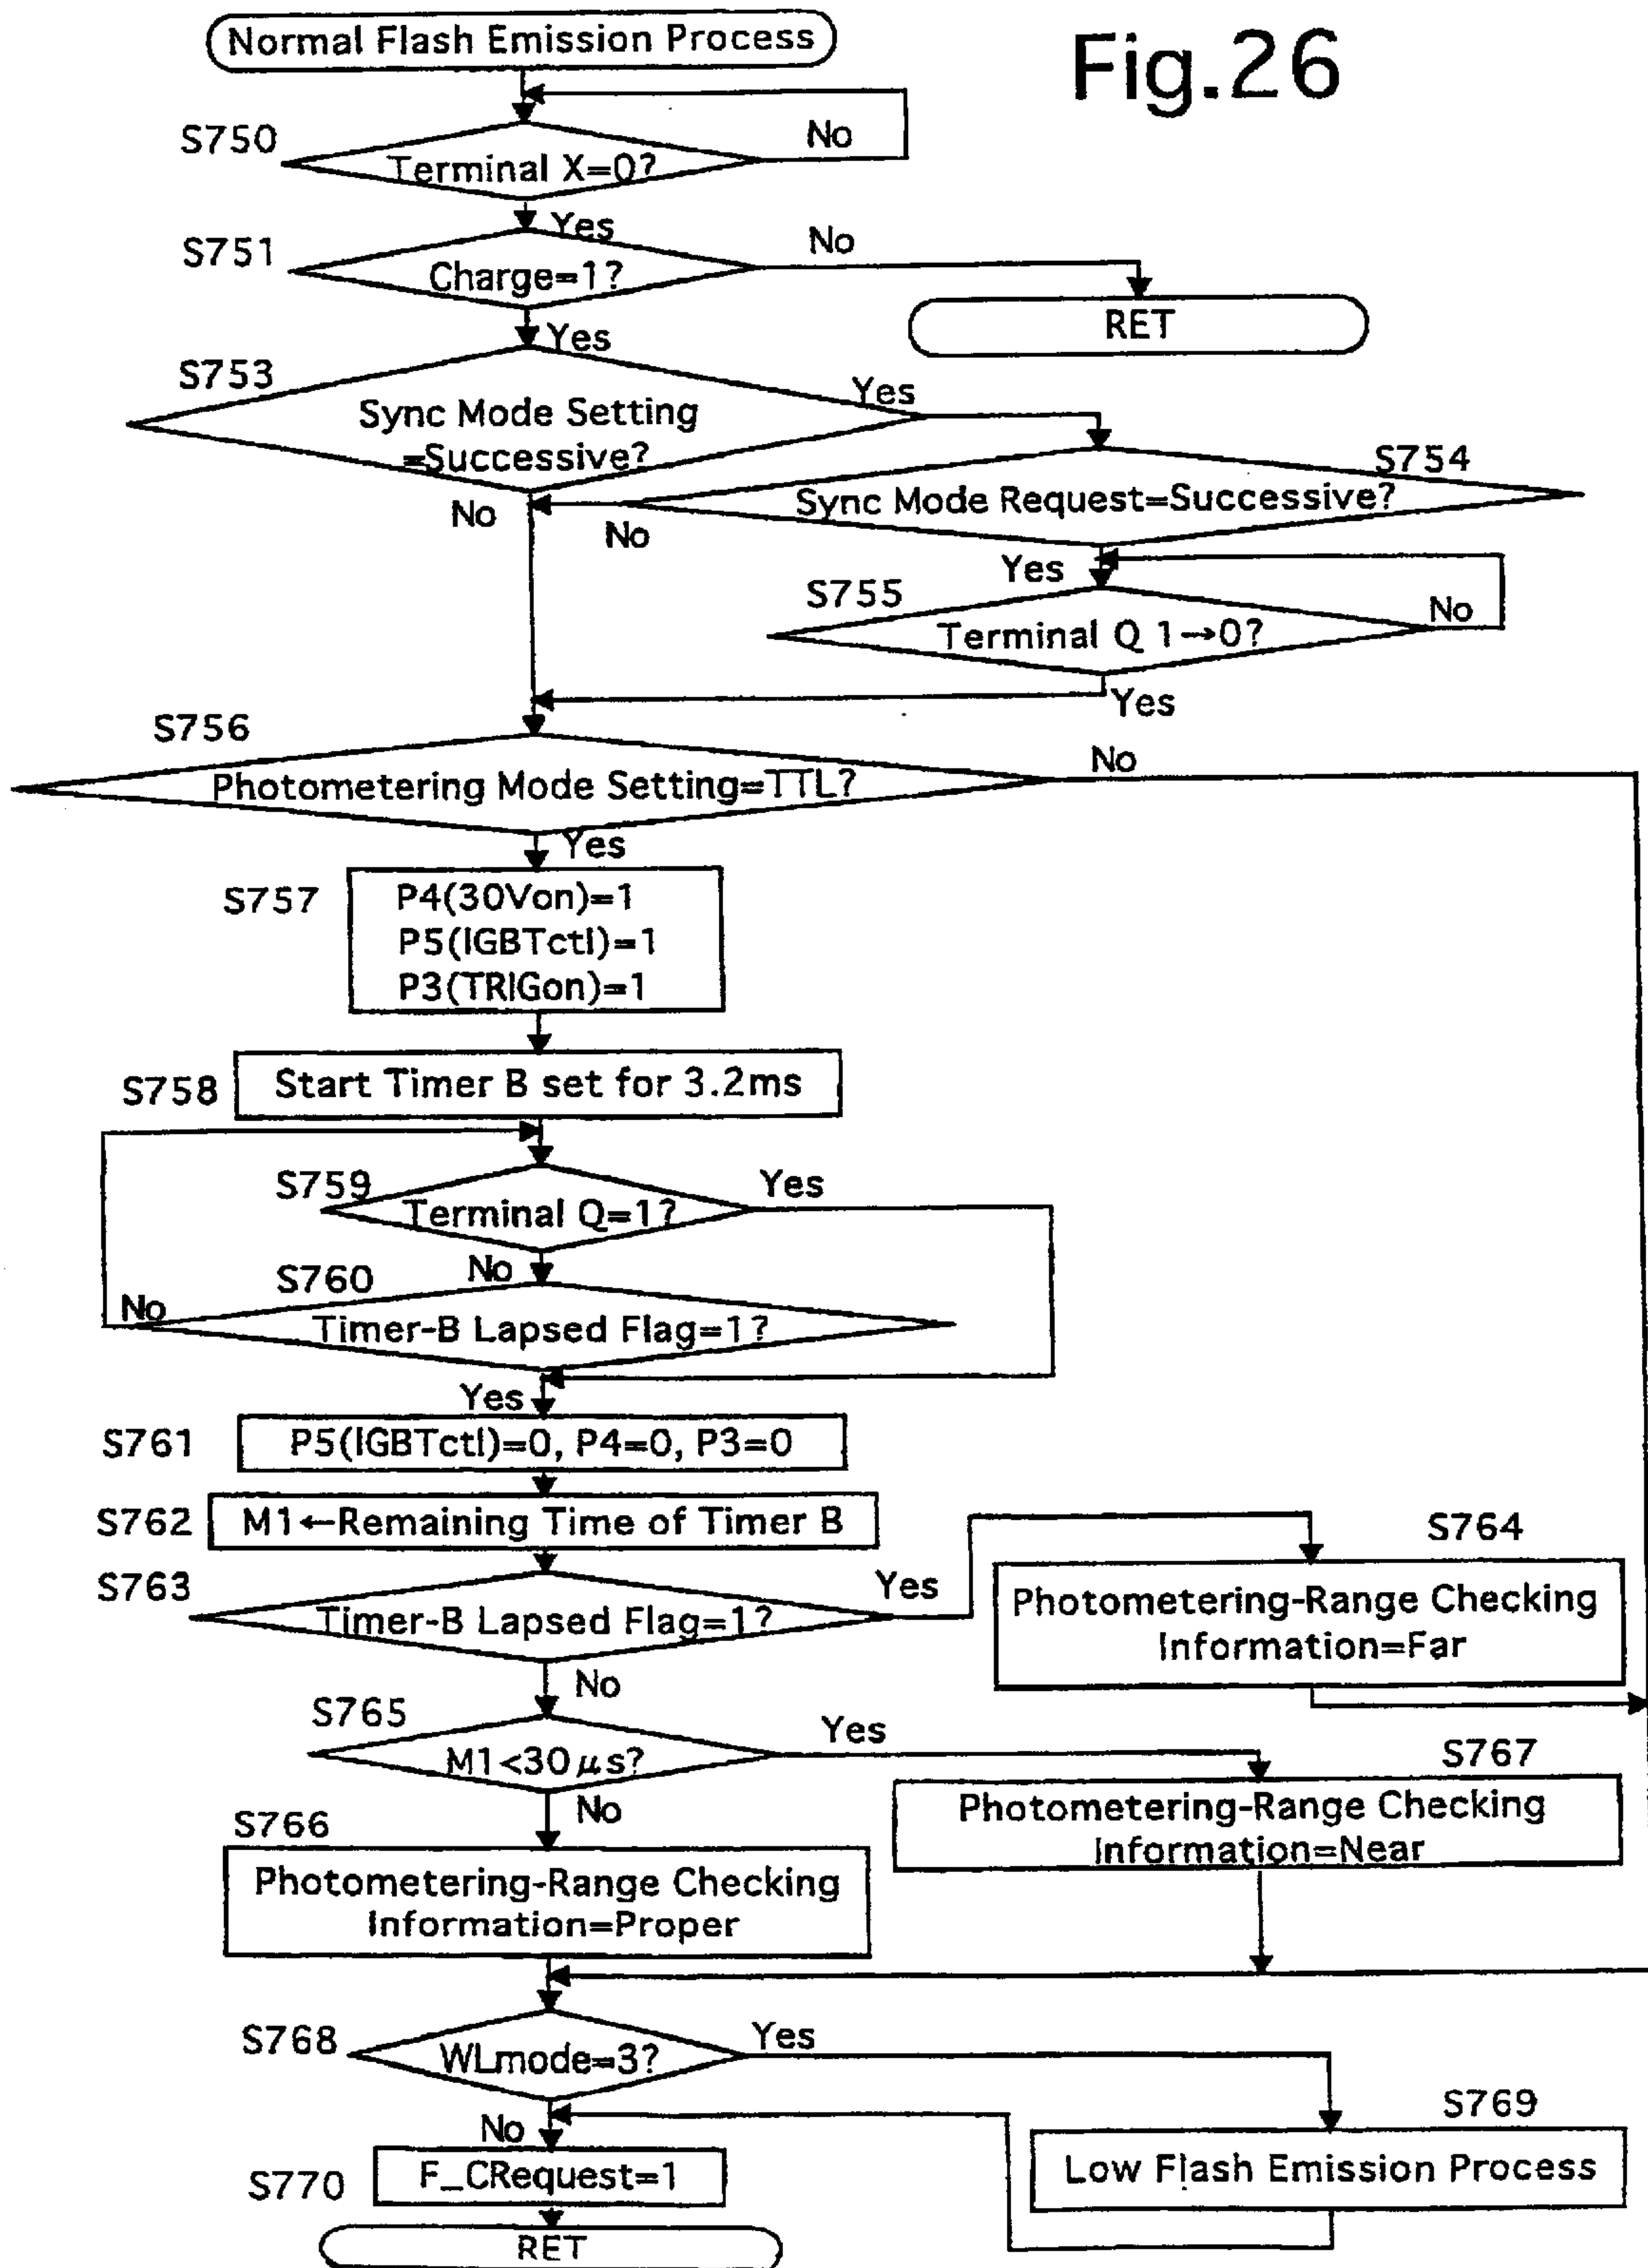 Fig.26
Normal Flash Emission Process
S750
Terminal X=0?
No
Yes
S751
Charge=1?
No
RET
Yes
S753
Sync Mode Setting
=Successive?
Yes
No
S754
Sync Mode Request=Successive?
No
Yes
S755
Terminal Q 1→0?
No
Yes
S756
Photometering Mode Setting=TTL?
No
Yes
S757
P4(30Von)=1
P5(IGBTctl)=1
P3(TRIGon)=1
S758
Start Timer B set for 3.2ms
S759
Terminal Q=1?
Yes
No
S760
Timer-B Lapsed Flag=1?
No
Yes
S761
P5(IGBTctl)=0, P4=0, P3=0
S762
M1←Remaining Time of Timer B
S763
Timer-B Lapsed Flag=1?
Yes
No
S764
Photometering-Range Checking
Information=Far
S765
M1<30μs?
Yes
No
S767
Photometering-Range Checking
Information=Near
S766
Photometering-Range Checking
Information=Proper
S768
WLmode=3?
Yes
No
S769
Low Flash Emission Process
S770
F_CRequest=1
RET